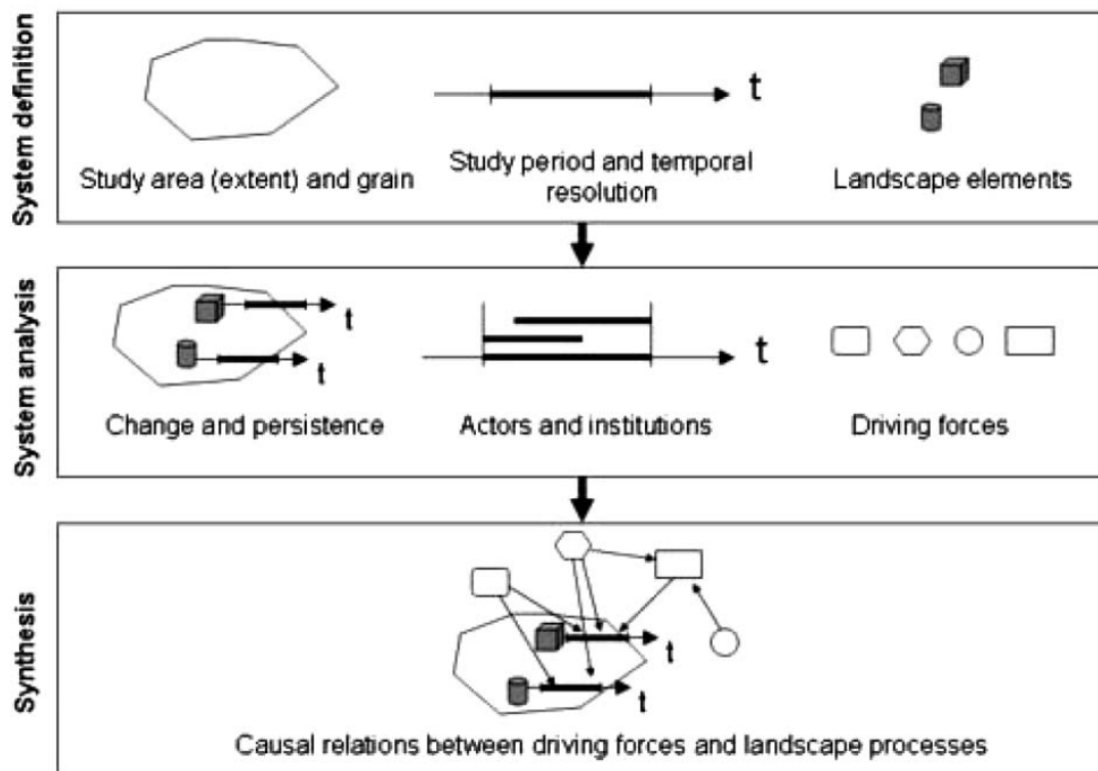 System definition
t
Study area (extent) and grain
Study period and temporal
resolution
Landscape elements
System analysis
t
t
t
Change and persistence
Actors and institutions
Driving forces
Synthesis
t
t
Causal relations between driving forces and landscape processes